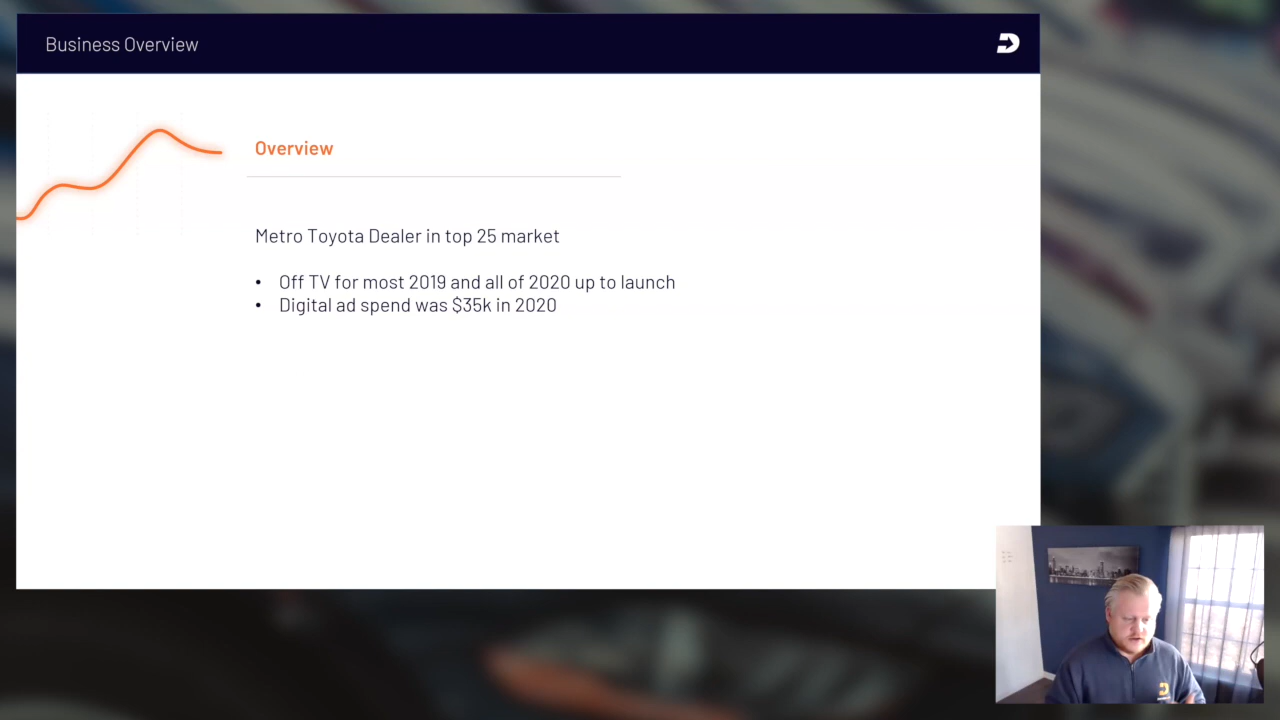 Business Overview
Overview
Metro Toyota Dealer in top 25 market
• Off TV for most 2019 and all of 2020 up to launch
• Digital ad spend was $35k in 2020